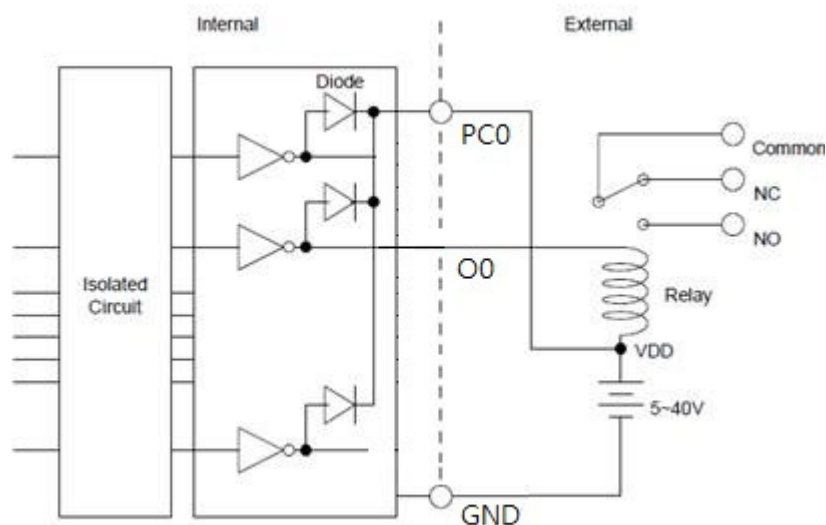 Internal
External
Diode
PC0
Common
NC
NO
O0
Isolated
Circuit
Relay
VDD
5~40V
GND